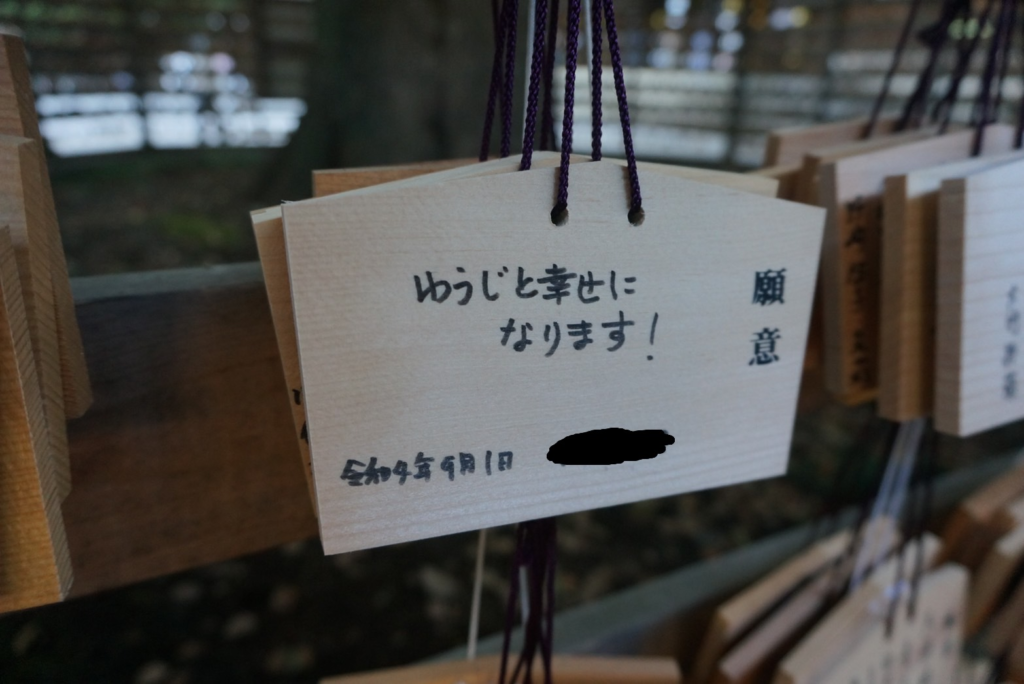 願意
ゆうじと幸せに
なります!
令和4年9月1日